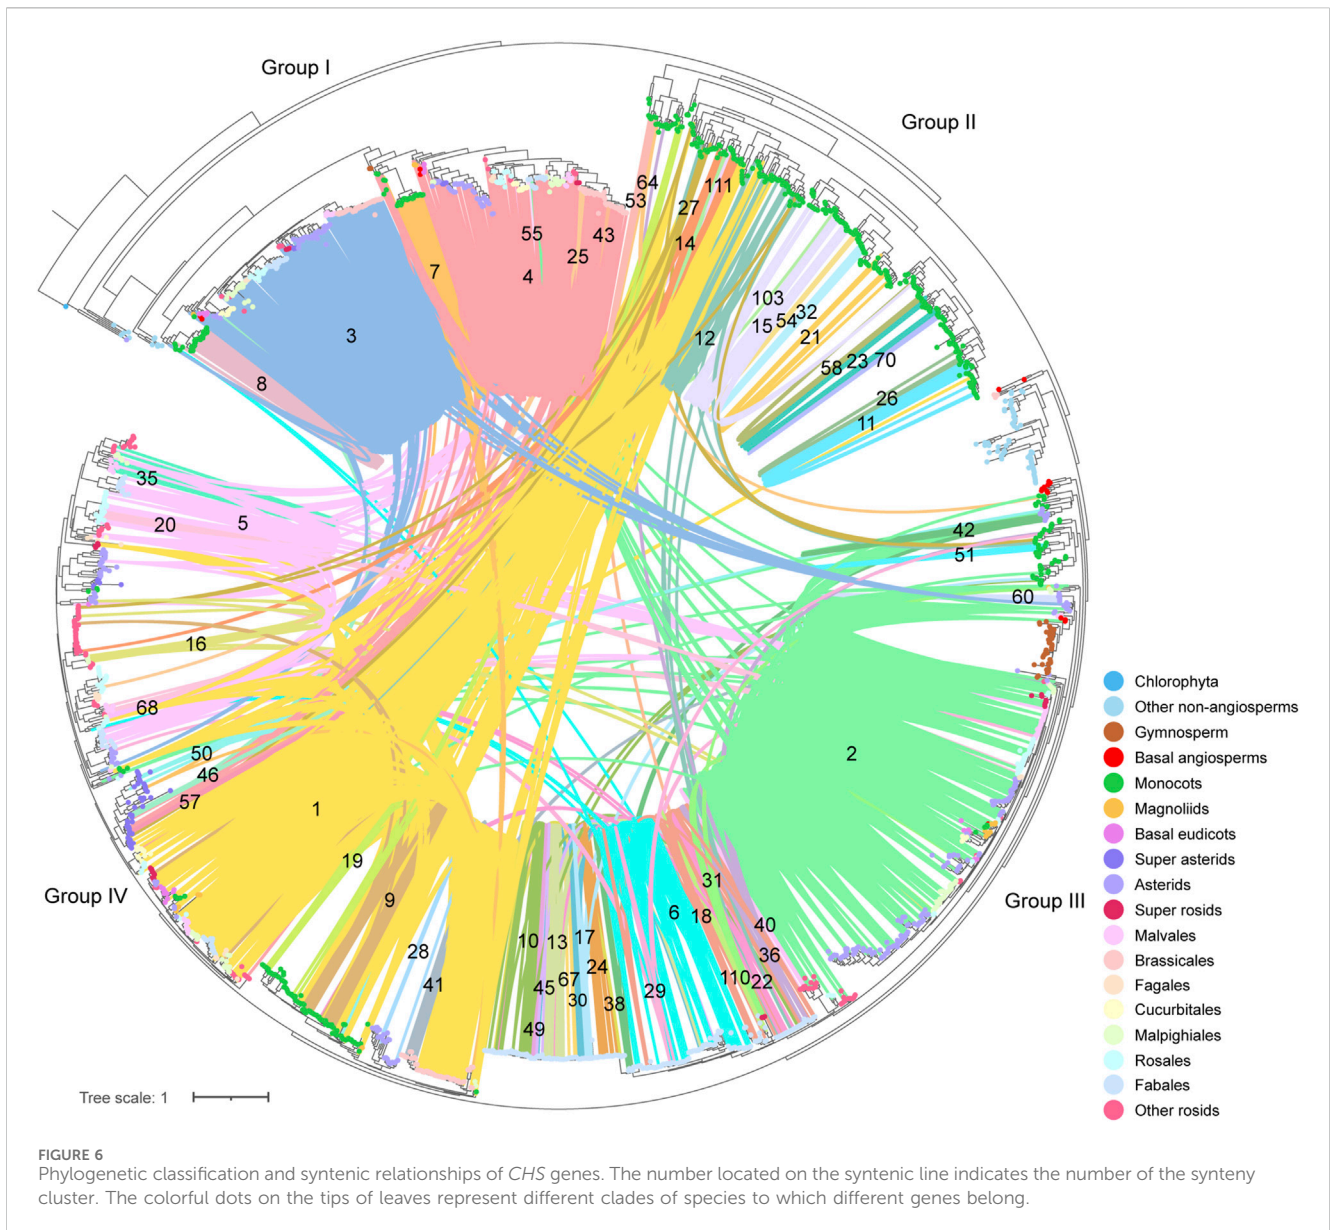 Group I
Group II
64
53
111
27
14
55
43
25
4
7
3
8
12
103
15
54
32
21
58
23
70
26
11
35
20
5
42
51
60
16
68
50
46
57
1
2
19
9
28
41
Group IV
Group III
10
13
17
45
67
24
30
38
49
6
18
31
40
36
29
110
22
Chlorophyta
Other non-angiosperms
Gymnosperm
Basal angiosperms
Monocots
Magnoliids
Basal eudicots
Super asterids
Asterids
Super rosids
Malvales
Brassicales
Fagales
Cucurbitales
Malpighiales
Rosales
Fabales
Other rosids
Tree scale: 1
FIGURE 6
Phylogenetic classification and syntenic relationships of CHS genes. The number located on the syntenic line indicates the number of the synteny
cluster. The colorful dots on the tips of leaves represent different clades of species to which different genes belong.